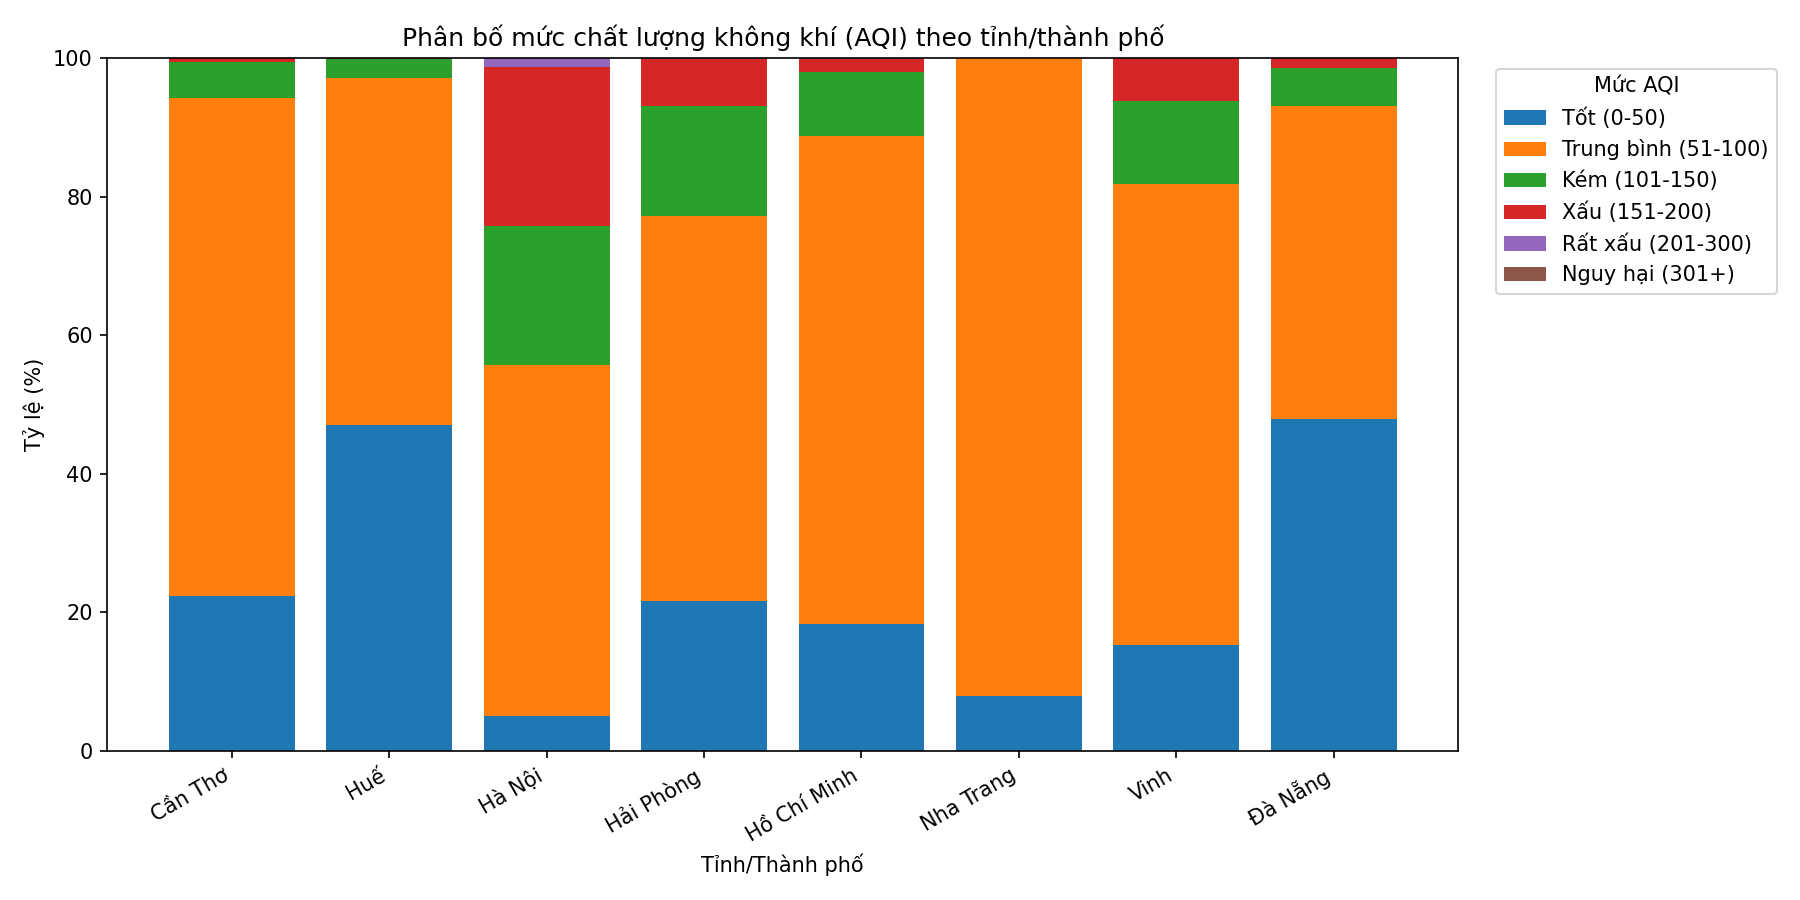 Phân bố mức chất lượng không khí (AQI) theo tỉnh/thành phố
Tỷ lệ (%)
100
80
60
40
20
0
Cần Thơ
Huế
Hà Nội
Hải Phòng
Hồ Chí Minh
Nha Trang
Vinh
Đà Nẵng
Tỉnh/Thành phố
Mức AQI
Tốt (0-50)
Trung bình (51-100)
Kém (101-150)
Xấu (151-200)
Rất xấu (201-300)
Nguy hại (301+)